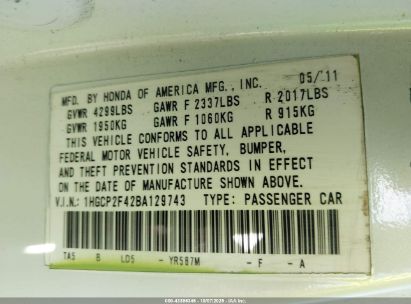 MFD. BY HONDA OF AMERICA MFG., INC. 05/11
GVWR 4299LBS GAWR F 2337LBS R 2017LBS
GVWR 1950KG GAWR F 1060KG R 915KG
THIS VEHICLE CONFORMS TO ALL APPLICABLE
FEDERAL MOTOR VEHICLE SAFETY, BUMPER,
AND THEFT PREVENTION STANDARDS IN EFFECT
ON THE DATE OF MANUFACTURE SHOWN ABOVE.
V.I.N.: 1HGCP2F42BA129743 TYPE: PASSENGER CAR
TA5 B LD5 - YR587M - F - A